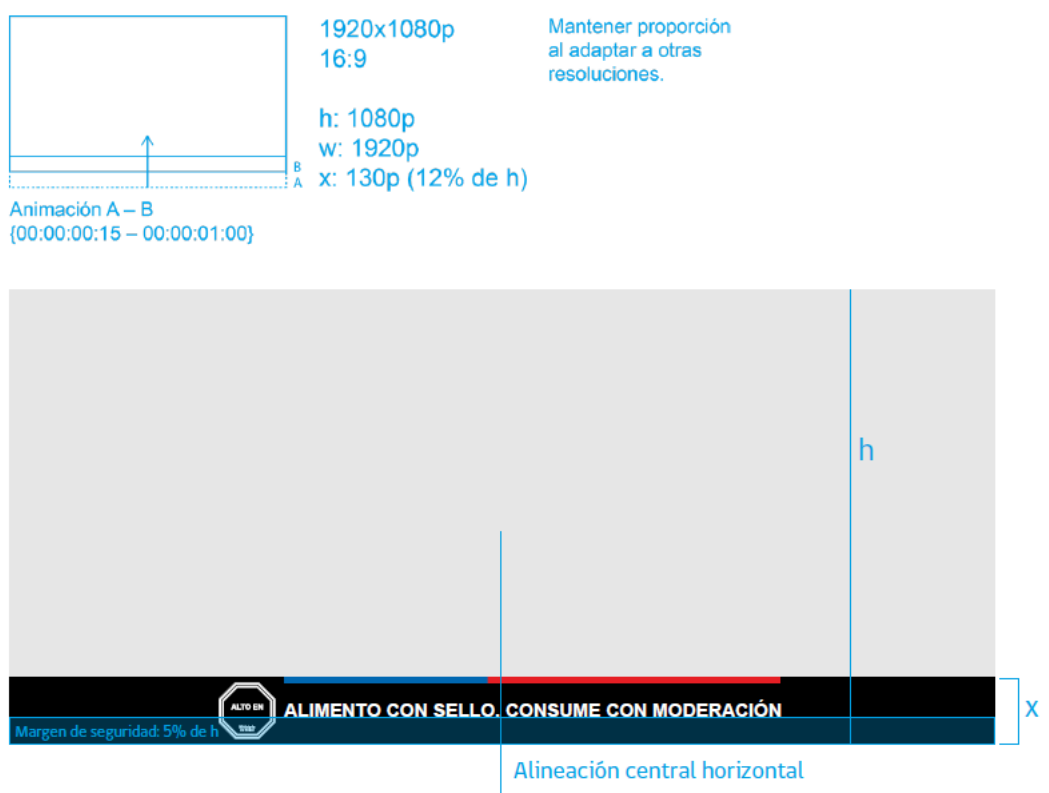 1920x1080p
16:9
h: 1080p
w: 1920p
x: 130p (12% de h)
Mantener proporción
al adaptar a otras
resoluciones.
B
A
Animación A – B
{00:00:00:15 – 00:00:01:00}
h
ALTO EN
ALIMENTO CON SELLO. CONSUME CON MODERACIÓN
Margen de seguridad: 5% de h
X
Alineación central horizontal